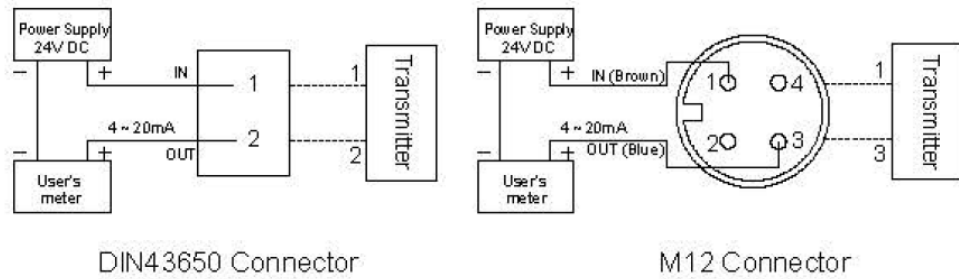 Power Supply
24V DC
− +
IN
1
2
1
2
Transmitter
4 ~ 20mA
OUT
− +
User's
meter
DIN43650 Connector
Power Supply
24V DC
− +
IN (Brown)
1
4
2
3
1
3
Transmitter
4 ~ 20mA
OUT (Blue)
− +
User's
meter
M12 Connector